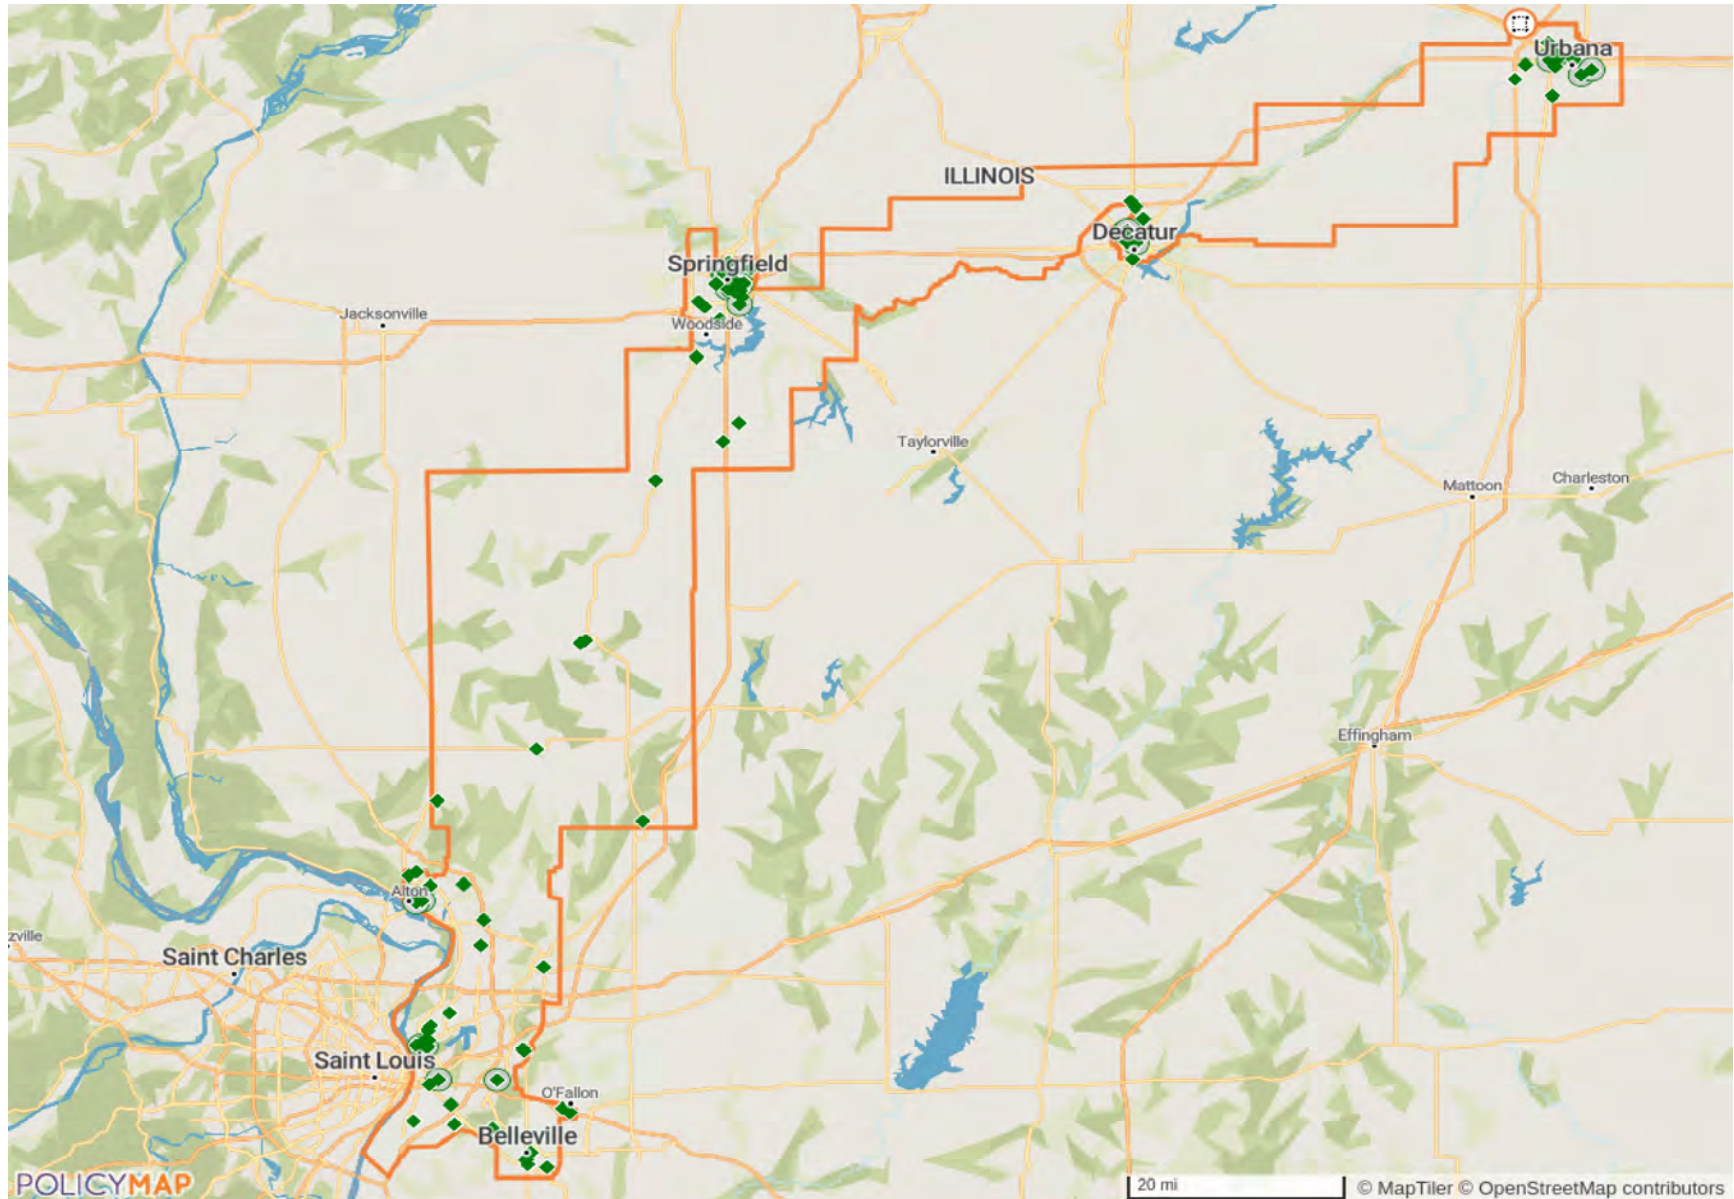 Urbana
ILLINOIS
Decatur
Springfield
Jacksonville
Woodside
Taylorville
Mattoon
Charleston
Effingham
Alton
zville
Saint Charles
Saint Louis
O'Fallon
Belleville
POLICYMAP
20 mi
© MapTiler © OpenStreetMap contributors